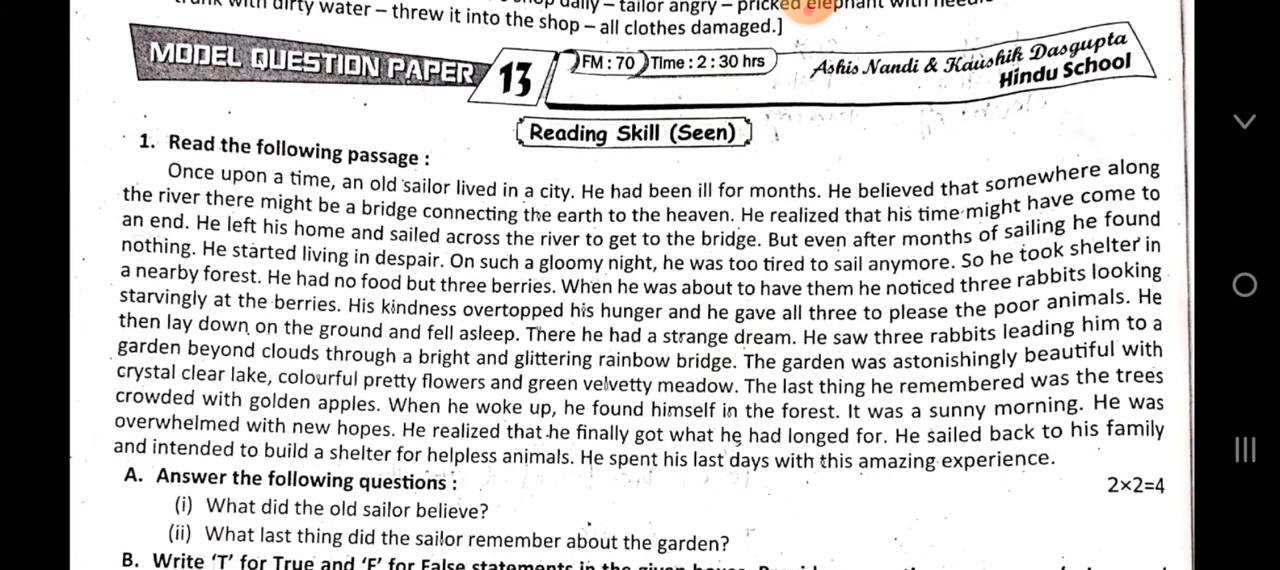 with dirty water – threw it into the shop – all clothes damaged.]
daily – tailor angry – pricked elephant with
MODEL QUESTION PAPER 13 FM : 70 Time : 2 : 30 hrs Ashis Nandi & Kaushik Dasgupta
Hindu School
Reading Skill (Seen)
1. Read the following passage :
Once upon a time, an old sailor lived in a city. He had been ill for months. He believed that somewhere along
the river there might be a bridge connecting the earth to the heaven. He realized that his time might have come to
an end. He left his home and sailed across the river to get to the bridge. But even after months of sailing he found
nothing. He started living in despair. On such a gloomy night, he was too tired to sail anymore. So he took shelter in
a nearby forest. He had no food but three berries. When he was about to have them he noticed three rabbits looking
starvingly at the berries. His kindness overtopped his hunger and he gave all three to please the poor animals. He
then lay down on the ground and fell asleep. There he had a strange dream. He saw three rabbits leading him to a
garden beyond clouds through a bright and glittering rainbow bridge. The garden was astonishingly beautiful with
crystal clear lake, colourful pretty flowers and green velvetty meadow. The last thing he remembered was the trees
crowded with golden apples. When he woke up, he found himself in the forest. It was a sunny morning. He was
overwhelmed with new hopes. He realized that he finally got what he had longed for. He sailed back to his family
and intended to build a shelter for helpless animals. He spent his last days with this amazing experience.
A. Answer the following questions : 2×2=4
(i) What did the old sailor believe?
(ii) What last thing did the sailor remember about the garden?
B. Write 'T' for True and 'F' for False statements in the given